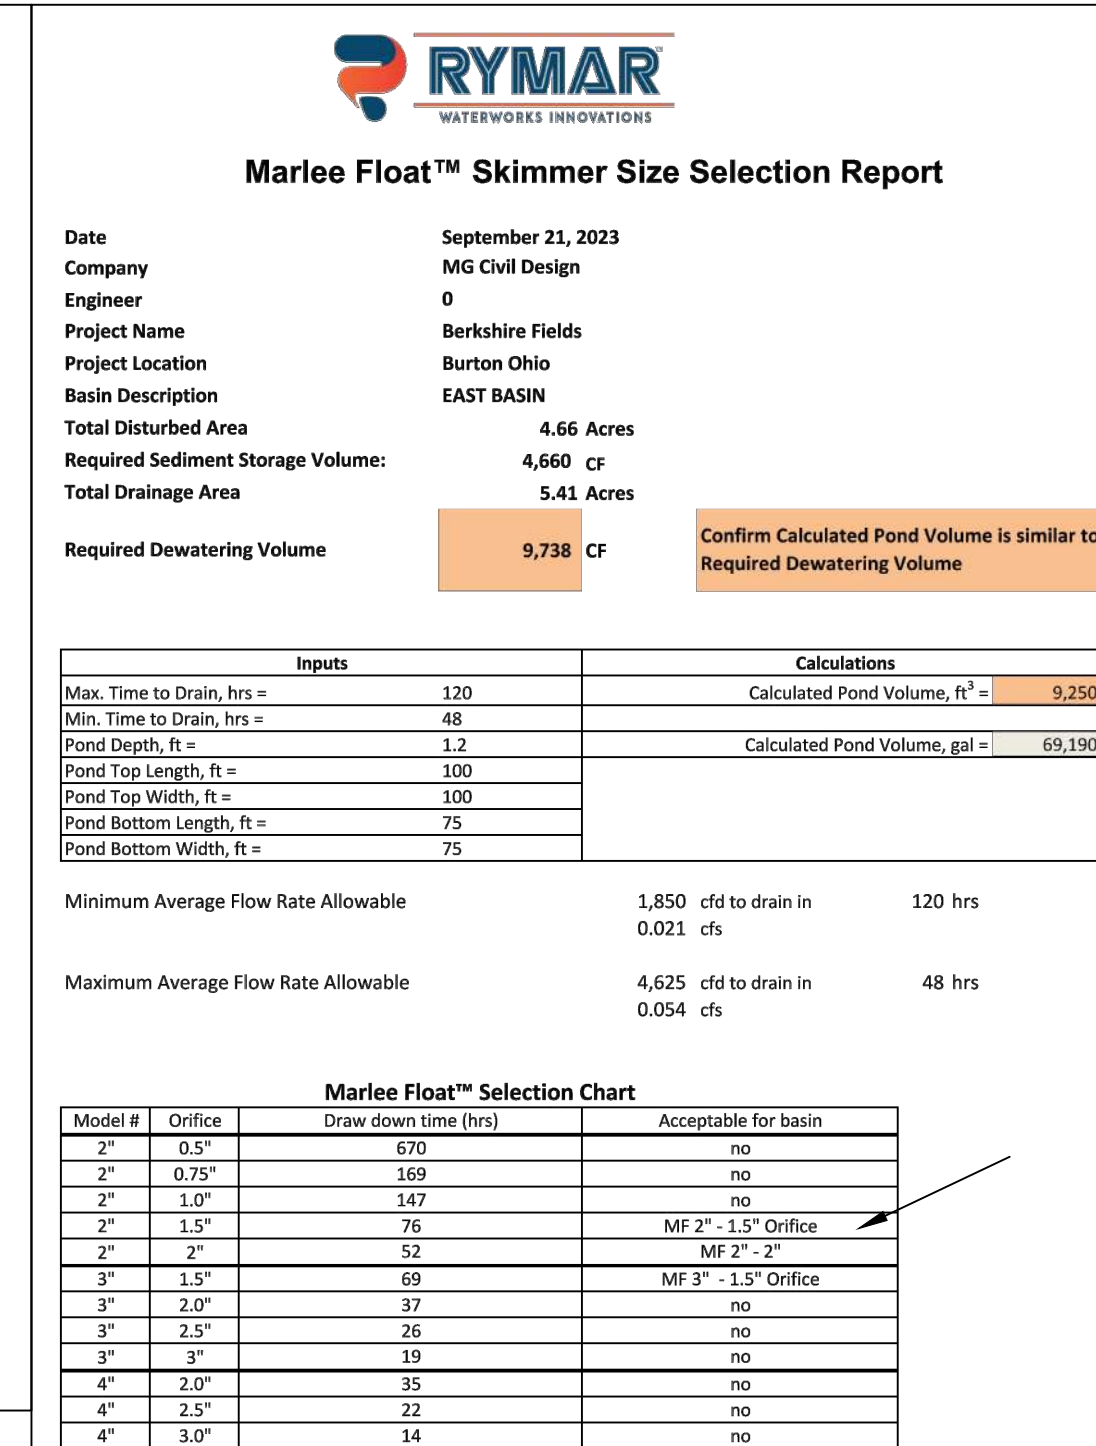 RYMAR™
WATERWORKS INNOVATIONS
Marlee Float™ Skimmer Size Selection Report
Date September 21, 2023
Company MG Civil Design
Engineer 0
Project Name Berkshire Fields
Project Location Burton Ohio
Basin Description EAST BASIN
Total Disturbed Area 4.66 Acres
Required Sediment Storage Volume: 4,660 CF
Total Drainage Area 5.41 Acres
Required Dewatering Volume 9,738 CF
Confirm Calculated Pond Volume is similar to
Required Dewatering Volume
Inputs Calculations
Max. Time to Drain, hrs = 120 Calculated Pond Volume, ft³ = 9,250
Min. Time to Drain, hrs = 48
Pond Depth, ft = 1.2 Calculated Pond Volume, gal = 69,190
Pond Top Length, ft = 100
Pond Top Width, ft = 100
Pond Bottom Length, ft = 75
Pond Bottom Width, ft = 75
Minimum Average Flow Rate Allowable 1,850 cfd to drain in 120 hrs
0.021 cfs
Maximum Average Flow Rate Allowable 4,625 cfd to drain in 48 hrs
0.054 cfs
Marlee Float™ Selection Chart
Model # Orifice Draw down time (hrs) Acceptable for basin
2" 0.5" 670 no
2" 0.75" 169 no
2" 1.0" 147 no
2" 1.5" 76 MF 2" - 1.5" Orifice
2" 2" 52 MF 2" - 2"
3" 1.5" 69 MF 3" - 1.5" Orifice
3" 2.0" 37 no
3" 2.5" 26 no
3" 3" 19 no
4" 2.0" 35 no
4" 2.5" 22 no
4" 3.0" 14 no